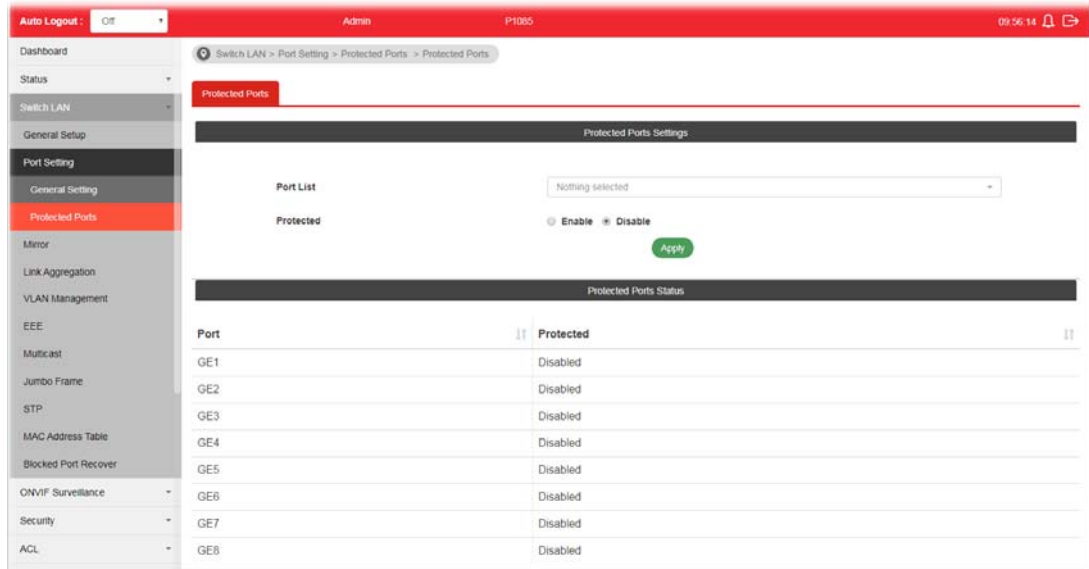 Auto Logout : Off Admin P1085 09:56:14
Dashboard
Status
Switch LAN
General Setup
Port Setting
General Setting
Protected Ports
Mirror
Link Aggregation
VLAN Management
EEE
Multicast
Jumbo Frame
STP
MAC Address Table
Blocked Port Recover
ONVIF Surveillance
Security
ACL
Switch LAN > Port Setting > Protected Ports > Protected Ports
Protected Ports
Protected Ports Settings
Port List Nothing selected
Protected Enable Disable
Apply
Protected Ports Status
Port Protected
GE1 Disabled
GE2 Disabled
GE3 Disabled
GE4 Disabled
GE5 Disabled
GE6 Disabled
GE7 Disabled
GE8 Disabled